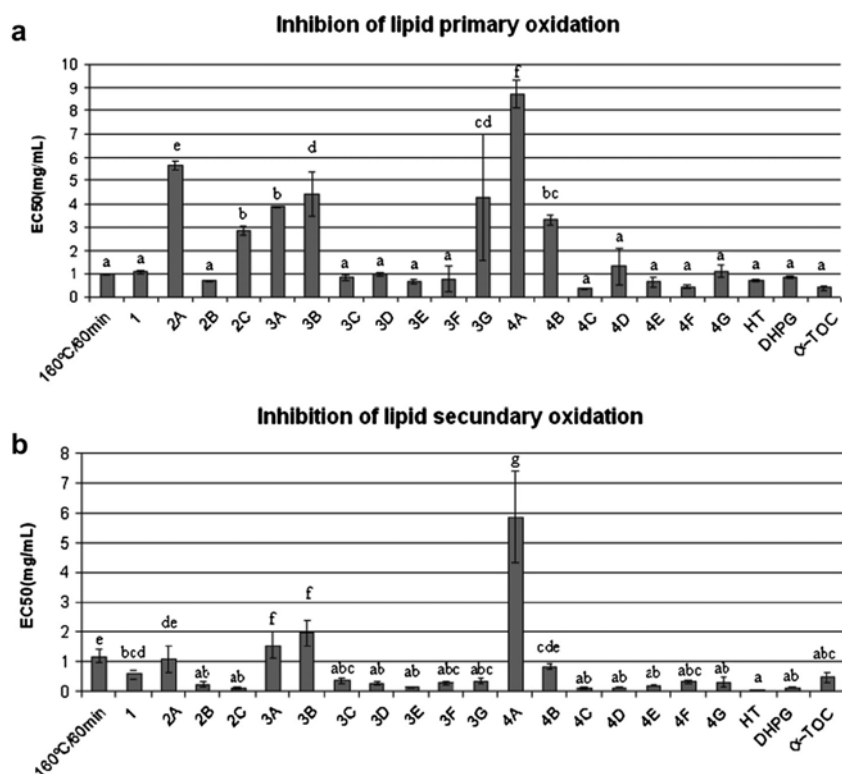 a
Inhibion of lipid primary oxidation
EC50(mg/mL)
10
9
8
7
6
5
4
3
2
1
0
a a e a b b d a a a a cd f bc a a a a a a a a
160ºC/60min 1 2A 2B 2C 3A 3B 3C 3D 3E 3F 3G 4A 4B 4C 4D 4E 4F 4G HT DHPG α-TOC
b
Inhibition of lipid secundary oxidation
EC50(mg/mL)
8
7
6
5
4
3
2
1
0
e bcd de ab ab f f abc ab ab abc abc g cde ab ab ab abc ab a ab abc
160ºC/60min 1 2A 2B 2C 3A 3B 3C 3D 3E 3F 3G 4A 4B 4C 4D 4E 4F 4G HT DHPG α-TOC